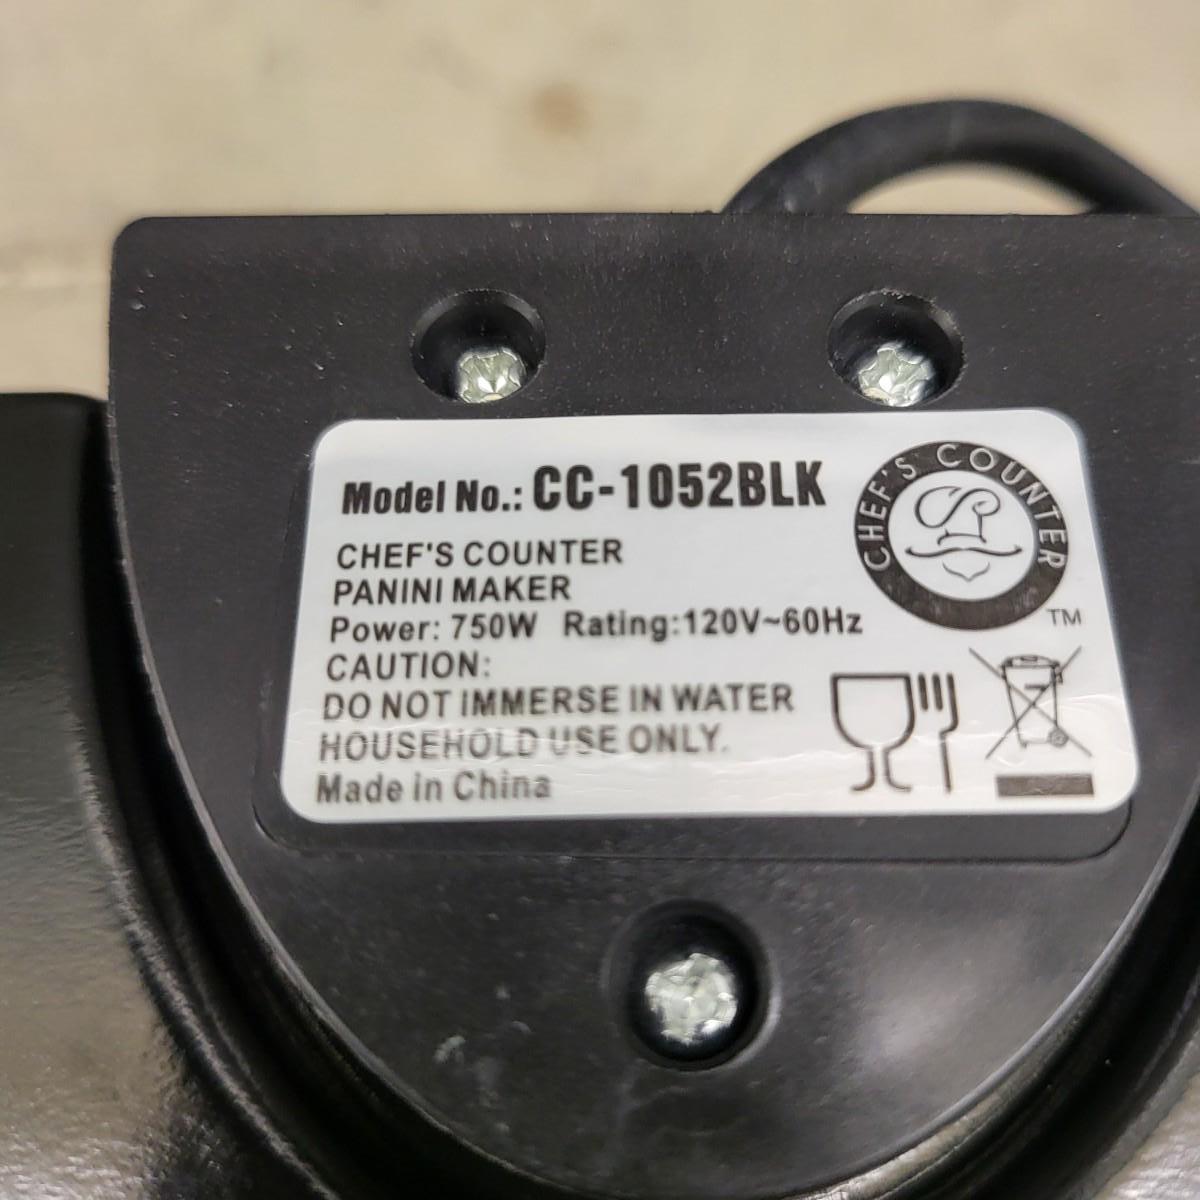 Model No.: CC-1052BLK
CHEF'S COUNTER
CHEF'S COUNTER
PANINI MAKER
Power: 750W Rating:120V~60Hz
TM
CAUTION:
DO NOT IMMERSE IN WATER
HOUSEHOLD USE ONLY.
Made in China